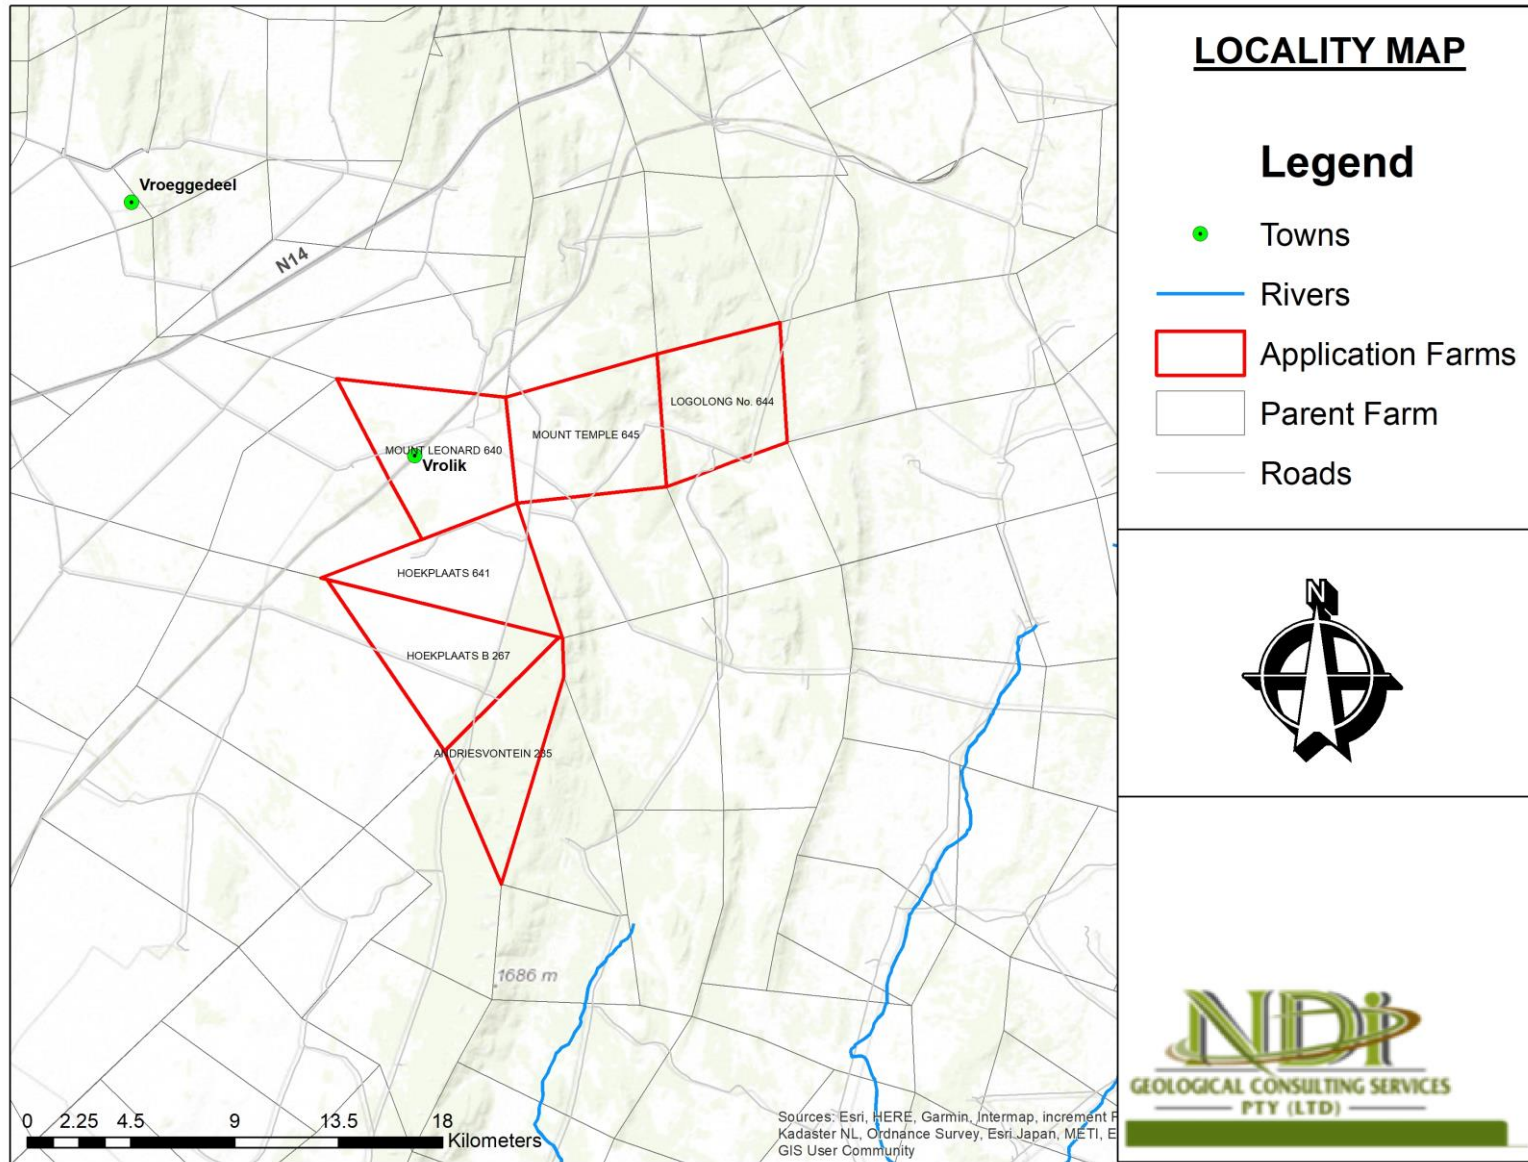 LOCALITY MAP
Legend
Towns
Rivers
Application Farms
Parent Farm
Roads
N
Vroeggedeel
N14
LOGOLONG No. 644
MOUNT TEMPLE 645
MOUNT LEONARD 640
Vrolik
HOEKPLAATS 641
HOEKPLAATS B 267
ANDRIESVONTEIN 285
1686 m
0 2.25 4.5 9 13.5 18
Kilometers
Sources: Esri, HERE, Garmin, Intermap, increment P
Kadaster NL, Ordnance Survey, Esri Japan, METI, E
GIS User Community
NDi
GEOLOGICAL CONSULTING SERVICES
PTY (LTD)